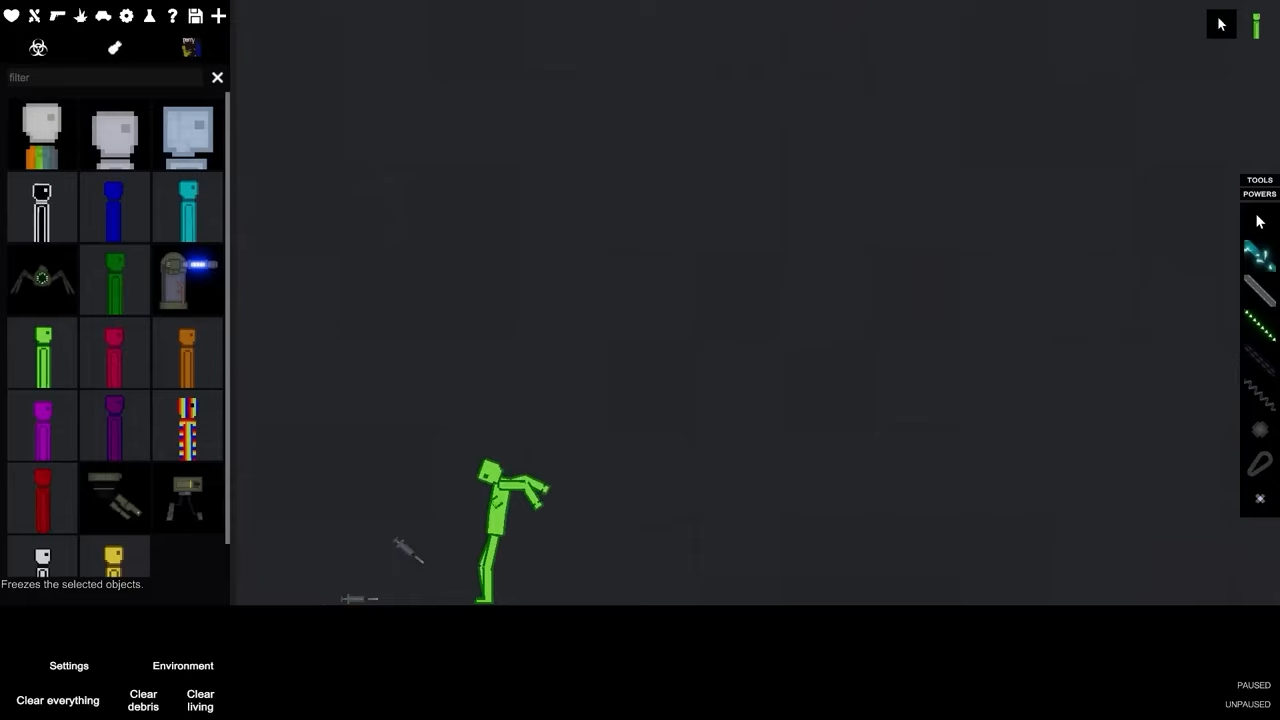 filter
TOOLS
POWERS
Freezes the selected objects.
Settings
Environment
Clear everything
Clear
debris
Clear
living
PAUSED
UNPAUSED